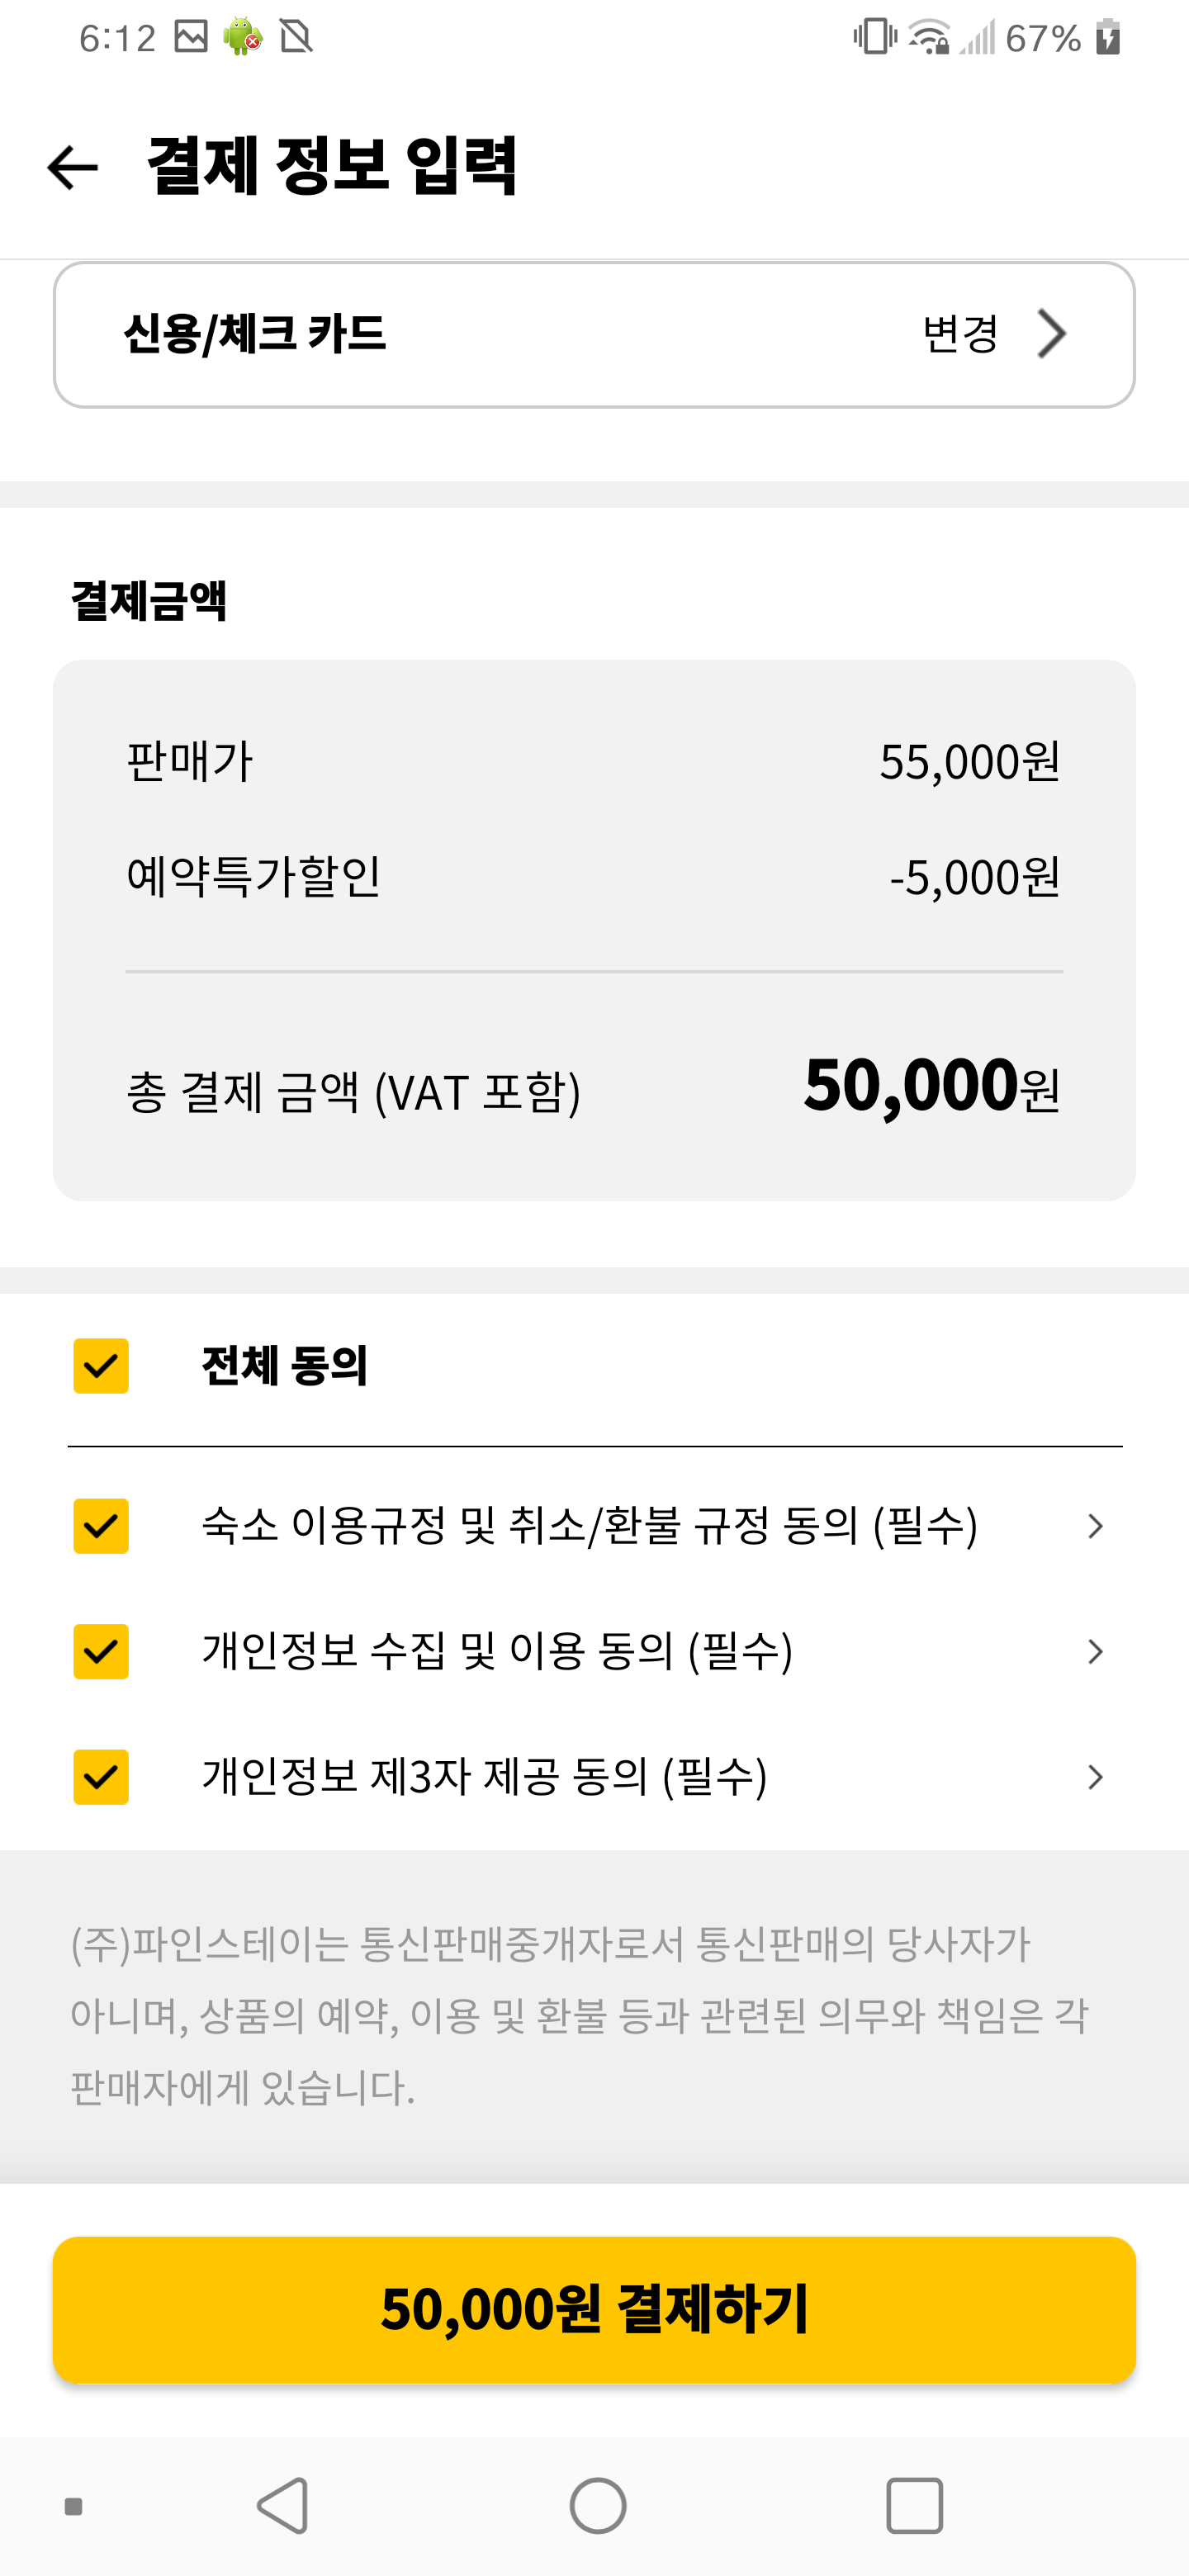 6:12 67%
결제 정보 입력
신용/체크 카드 변경
결제금액
판매가 55,000원
예약특가할인 -5,000원
총 결제 금액 (VAT 포함) 50,000원
전체 동의
숙소 이용규정 및 취소/환불 규정 동의 (필수)
개인정보 수집 및 이용 동의 (필수)
개인정보 제3자 제공 동의 (필수)
(주)파인스테이는 통신판매중개자로서 통신판매의 당사자가
아니며, 상품의 예약, 이용 및 환불 등과 관련된 의무와 책임은 각
판매자에게 있습니다.
50,000원 결제하기